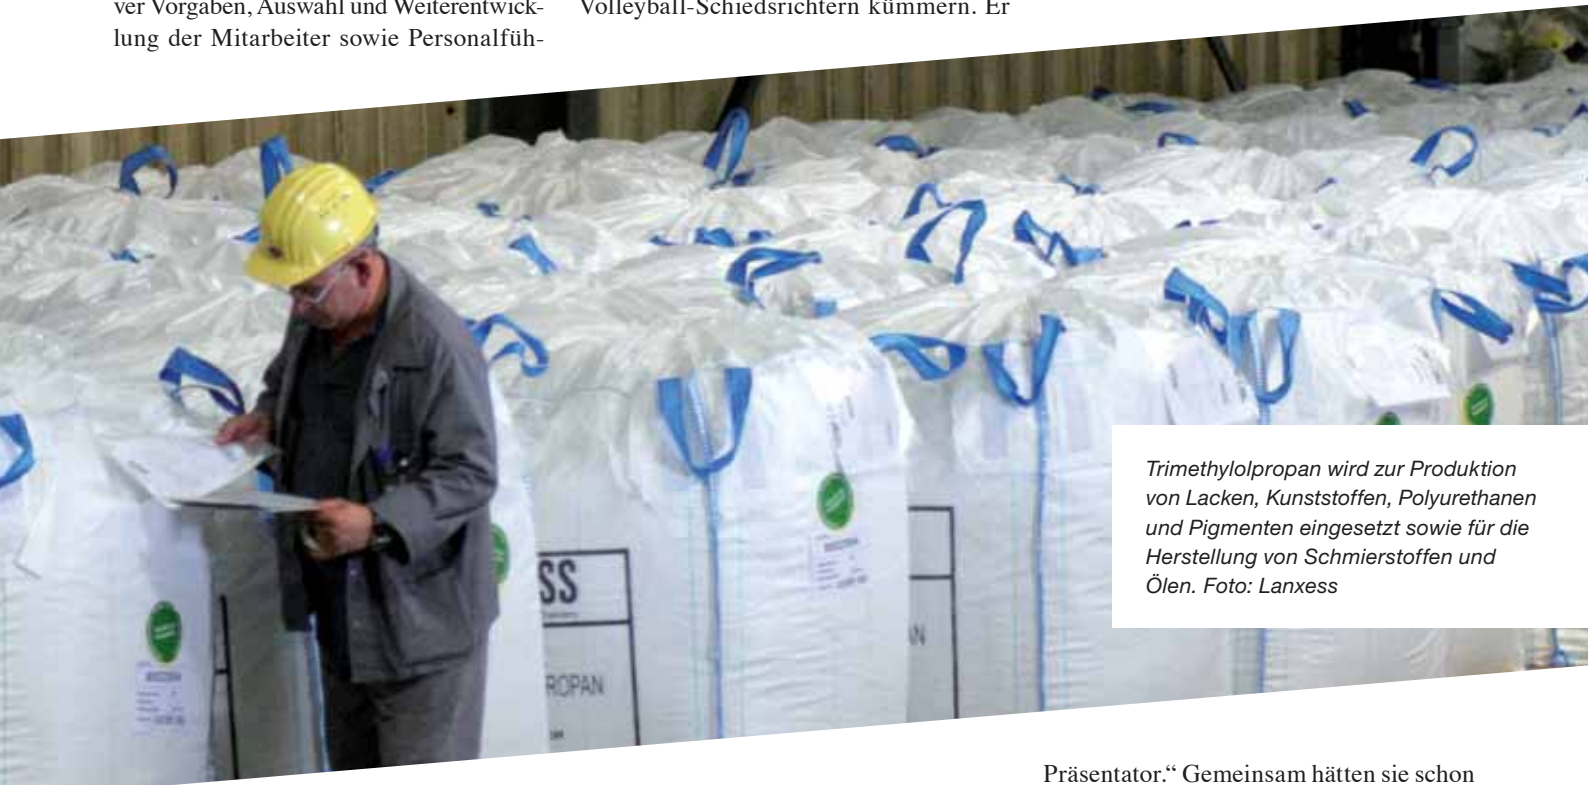 ver Vorgaben, Auswahl und Weiterentwick-
lung der Mitarbeiter sowie Personalfüh-
Volleyball-Schiedsrichtern kümmern. Er
SS
ROPAN
AN
Trimethylolpropan wird zur Produktion
von Lacken, Kunststoffen, Polyurethanen
und Pigmenten eingesetzt sowie für die
Herstellung von Schmierstoffen und
Ölen. Foto: Lanxess
Präsentator.“ Gemeinsam hätten sie schon